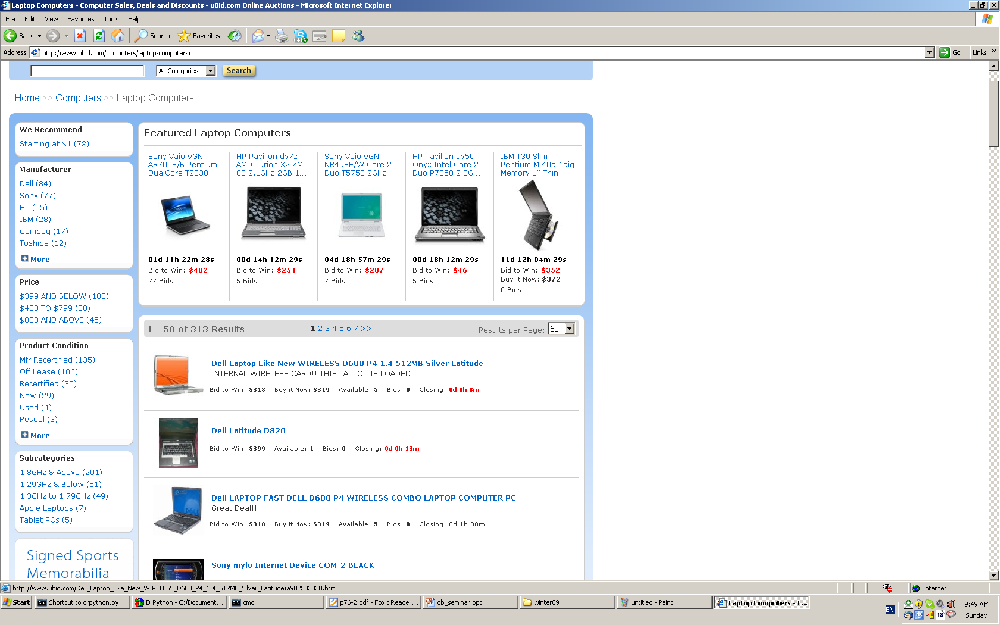 Laptop Computers - Computer Sales, Deals and Discounts - uBid.com Online Auctions - Microsoft Internet Explorer
File Edit View Favorites Tools Help
Back Search Favorites
Address http://www.ubid.com/computers/laptop-computers/ Go Links »
All Categories Search
Home >> Computers >> Laptop Computers
We Recommend
Starting at $1 (72)
Manufacturer
Dell (84)
Sony (77)
HP (55)
IBM (28)
Compaq (17)
Toshiba (12)
More
Price
$399 AND BELOW (188)
$400 TO $799 (80)
$800 AND ABOVE (45)
Product Condition
Mfr Recertified (135)
Off Lease (106)
Recertified (35)
New (29)
Used (4)
Reseal (3)
More
Subcategories
1.8GHz & Above (201)
1.29GHz & Below (51)
1.3GHz to 1.79GHz (49)
Apple Laptops (7)
Tablet PCs (5)
Signed Sports
Memorabilia
Featured Laptop Computers
Sony Vaio VGN-
AR705E/B Pentium
DualCore T2330
01d 11h 22m 28s
Bid to Win: $402
27 Bids
HP Pavilion dv7z
AMD Turion X2 ZM-
80 2.1GHz 2GB 1...
00d 14h 12m 29s
Bid to Win: $254
5 Bids
Sony Vaio VGN-
NR498E/W Core 2
Duo T5750 2GHz
04d 18h 57m 29s
Bid to Win: $207
7 Bids
HP Pavilion dv5t
Onyx Intel Core 2
Duo P7350 2.0G...
00d 18h 12m 29s
Bid to Win: $46
5 Bids
IBM T30 Slim
Pentium M 40g 1gig
Memory 1" Thin
11d 12h 04m 29s
Bid to Win: $352
Buy it Now: $372
0 Bids
1 - 50 of 313 Results 1 2 3 4 5 6 7 >> Results per Page: 50
Dell Laptop Like New WIRELESS D600 P4 1.4 512MB Silver Latitude
INTERNAL WIRELESS CARD!! THIS LAPTOP IS LOADED!
Bid to Win: $318 Buy it Now: $319 Available: 5 Bids: 0 Closing: 0d 0h 8m
Dell Latitude D820
Bid to Win: $399 Available: 1 Bids: 0 Closing: 0d 0h 13m
Dell LAPTOP FAST DELL D600 P4 WIRELESS COMBO LAPTOP COMPUTER PC
Great Deal!!
Bid to Win: $318 Buy it Now: $319 Available: 5 Bids: 0 Closing: 0d 1h 38m
Sony mylo Internet Device COM-2 BLACK
http://www.ubid.com/Dell_Laptop_Like_New_WIRELESS_D600_P4_1.4_512MB_Silver_Latitude/a902503838.html Internet
Start Shortcut to drpython.py DrPython - C:/Document... cmd p76-2.pdf - Foxit Reader... db_seminar.ppt winter09 untitled - Paint Laptop Computers - C...
EN 18 9:49 AM
Sunday